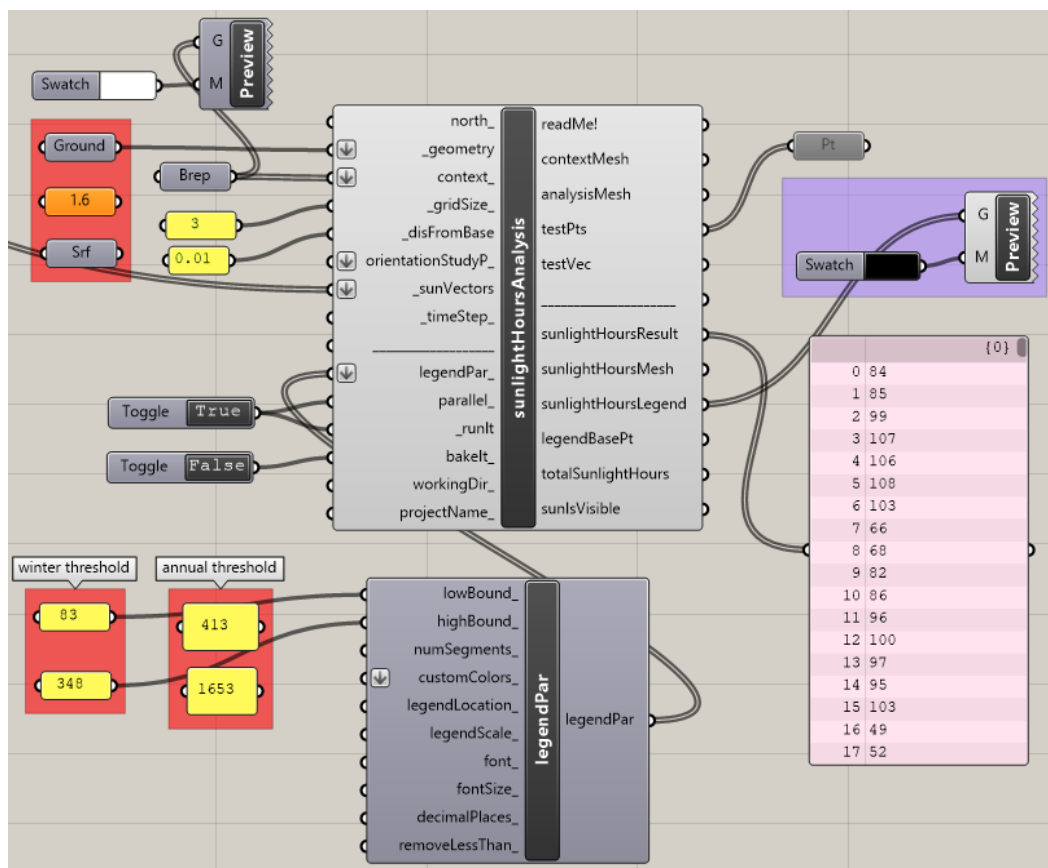 G
M
Preview
Swatch
Ground
1.6
Srf
Brep
3
0.01
north_
_geometry
context_
_gridSize_
_disFromBase
orientationStudyP_
_sunVectors
_timeStep_
____________________
legendPar_
parallel_
_runIt
bakeIt_
workingDir_
projectName_
sunlightHoursAnalysis
readMe!
contextMesh
analysisMesh
testPts
testVec
____________________
sunlightHoursResult
sunlightHoursMesh
sunlightHoursLegend
legendBasePt
totalSunlightHours
sunIsVisible
Pt
Swatch
G
M
Preview
Toggle True
Toggle False
{0}
0 84
1 85
2 99
3 107
4 106
5 108
6 103
7 66
8 68
9 82
10 86
11 96
12 100
13 97
14 95
15 103
16 49
17 52
winter threshold
annual threshold
83
348
413
1653
lowBound_
highBound_
numSegments_
customColors_
legendLocation_
legendScale_
font_
fontSize_
decimalPlaces_
removeLessThan_
legendPar
legendPar